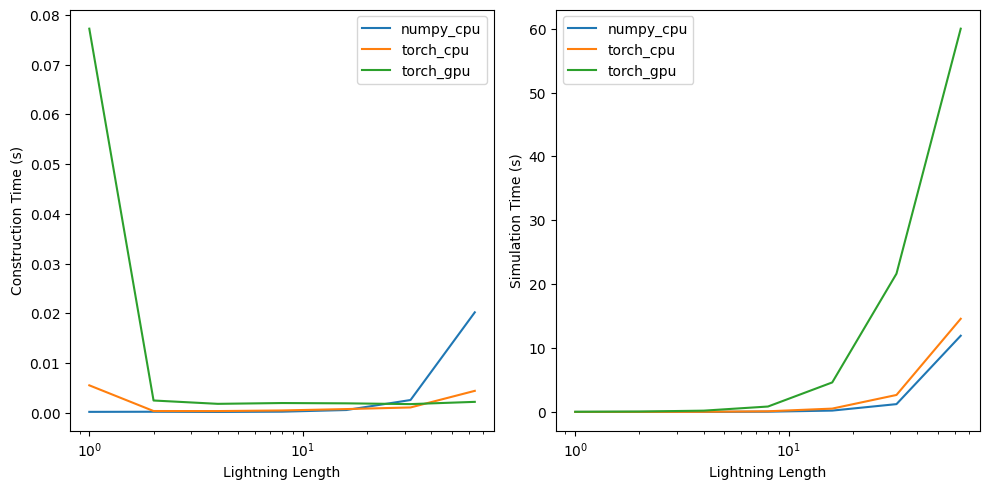 0.08
0.07
0.06
0.05
0.04
0.03
0.02
0.01
0.00
Construction Time (s)
numpy_cpu
torch_cpu
torch_gpu
10⁰
10¹
Lightning Length
60
50
40
30
20
10
0
Simulation Time (s)
numpy_cpu
torch_cpu
torch_gpu
10⁰
10¹
Lightning Length